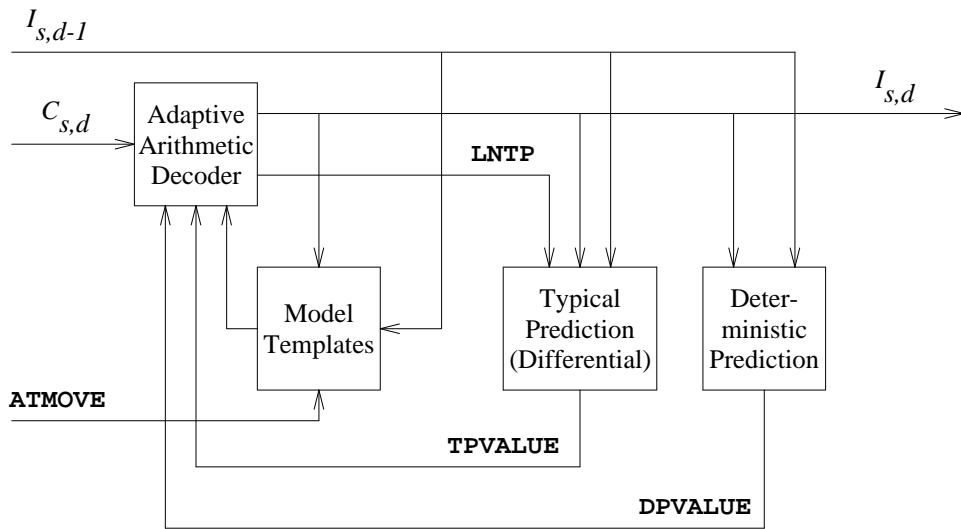 I_{s,d-1}
I_{s,d}
C_{s,d}
Adaptive
Arithmetic
Decoder
LNTP
Model
Templates
Typical
Prediction
(Differential)
Deter-
ministic
Prediction
ATMOVE
TPVALUE
DPVALUE